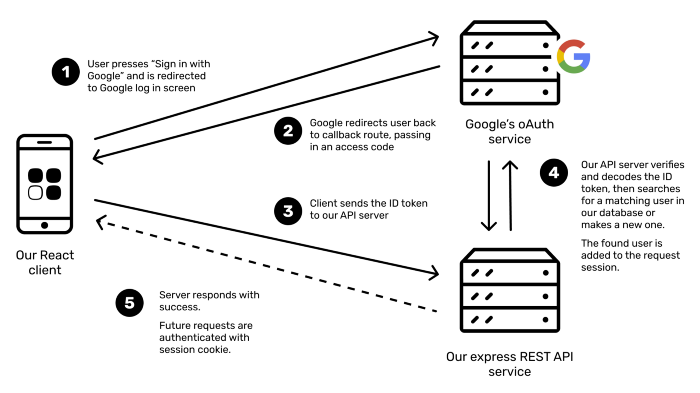 1
User presses “Sign in with
Google” and is redirected
to Google log in screen
2
Google redirects user back
to callback route, passing
in an access code
Google's oAuth
service
3
Client sends the ID token
to our API server
4
Our API server verifies
and decodes the ID
token, then searches
for a matching user in
our database or
makes a new one.
The found user is
added to the request
session.
Our React
client
5
Server responds with
success.
Future requests are
authenticated with
session cookie.
Our express REST API
service